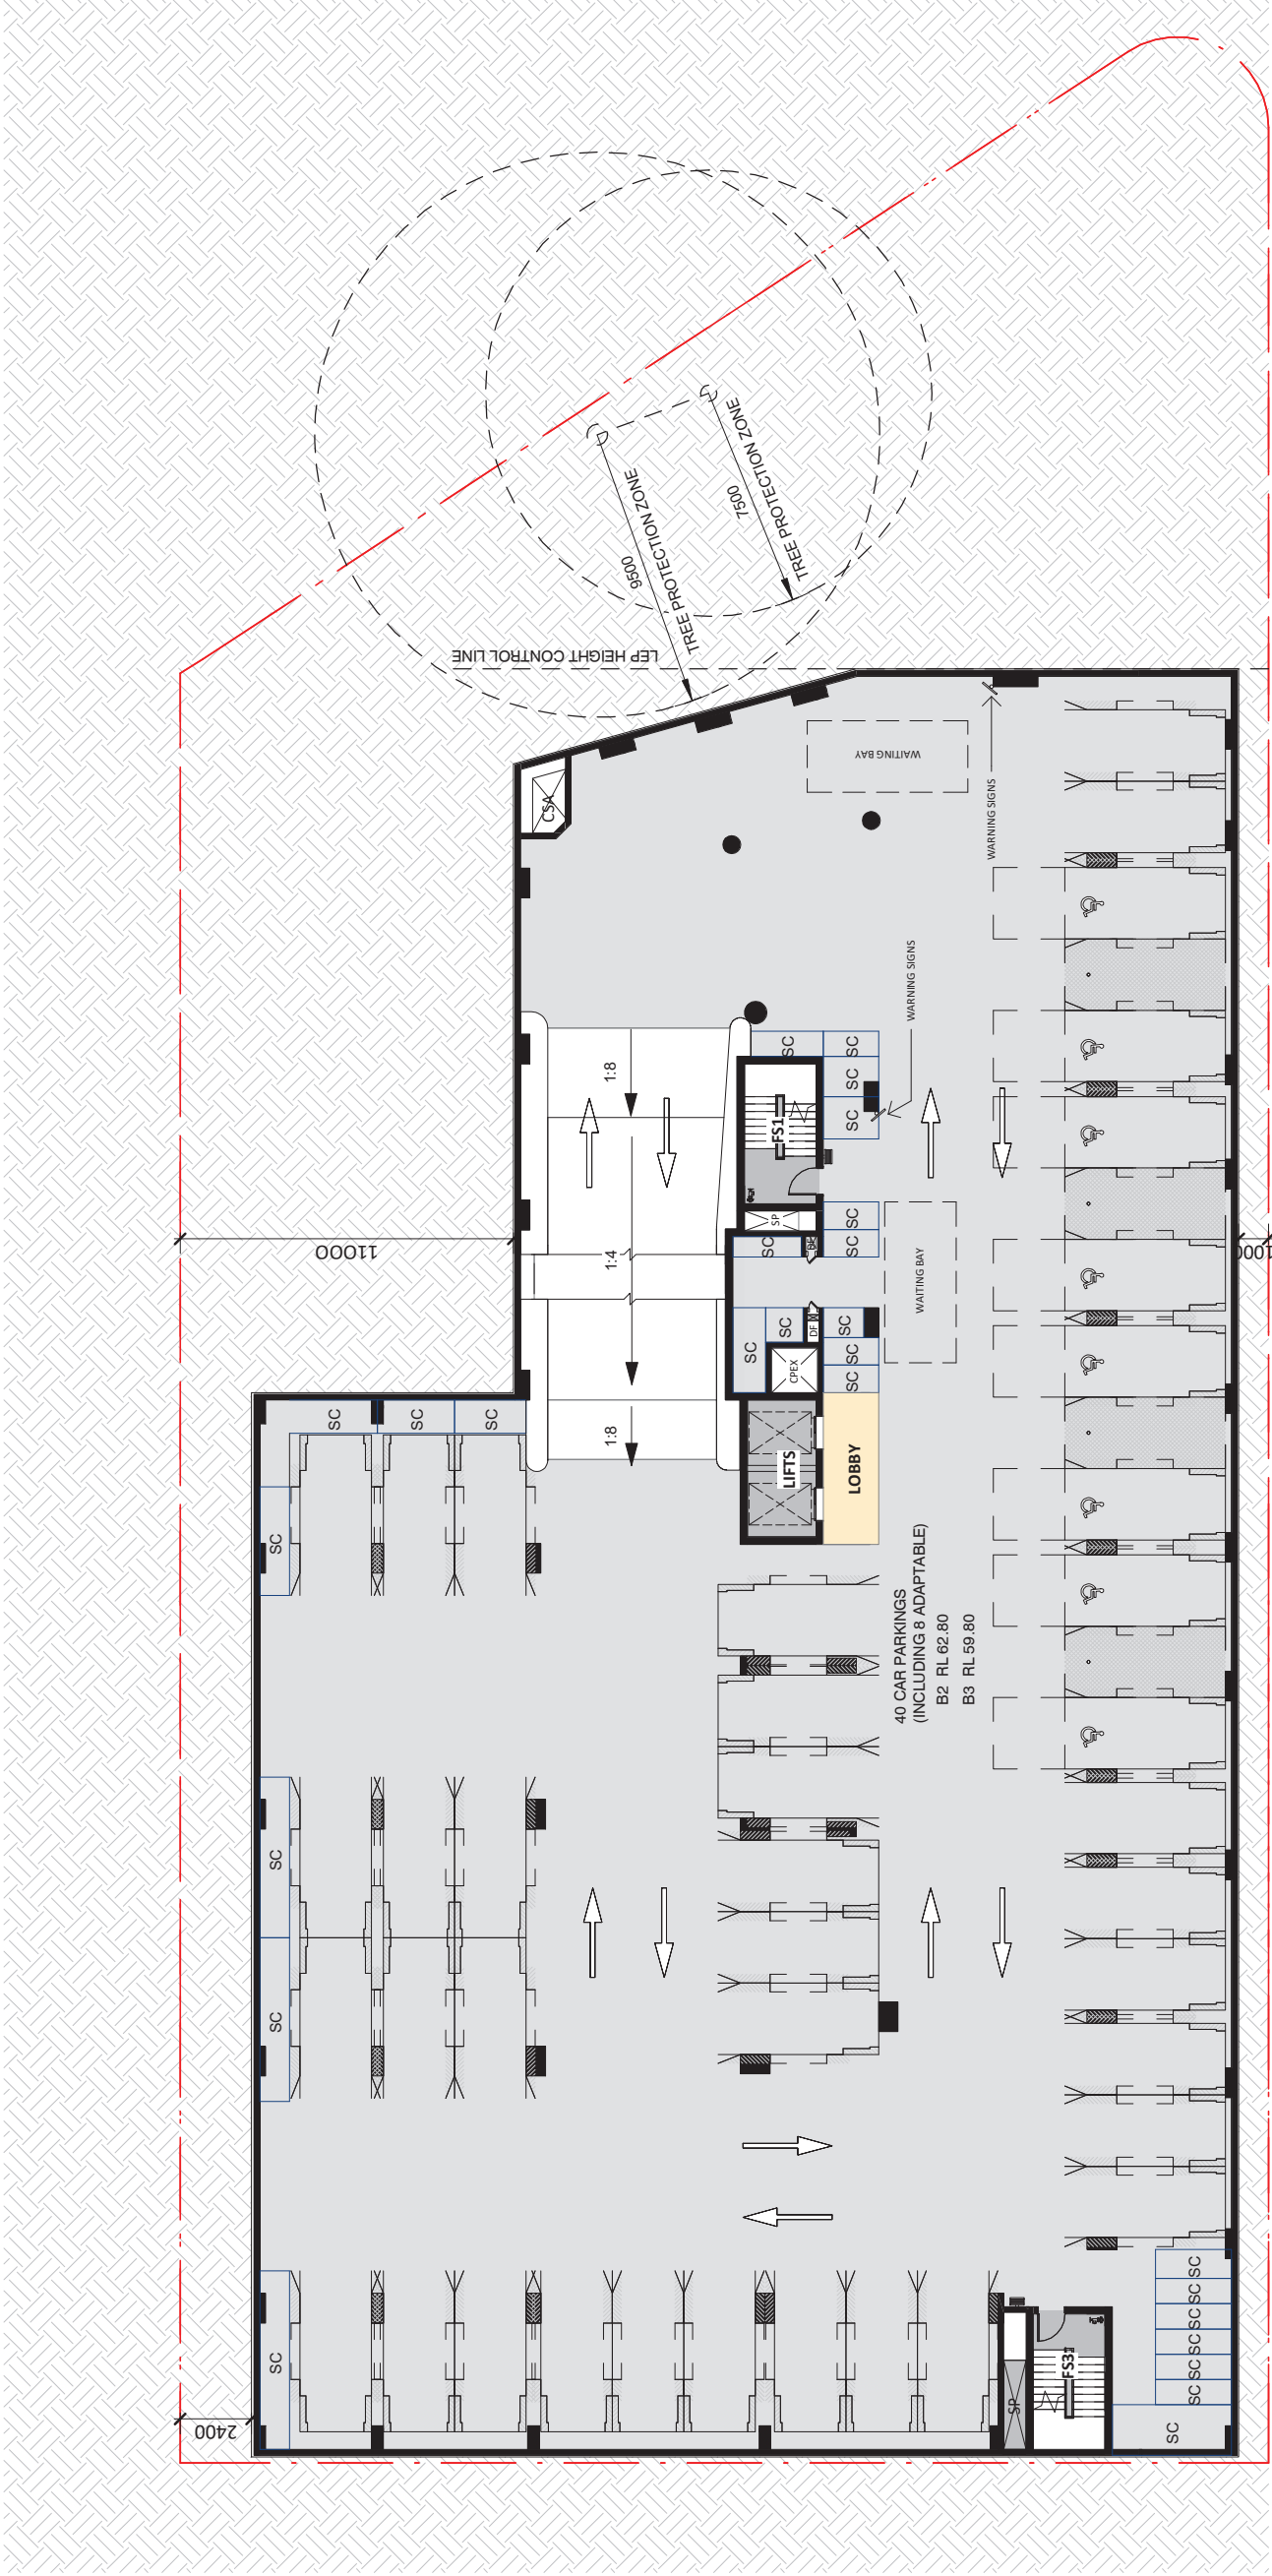 9500
TREE PROTECTION ZONE
7500
TREE PROTECTION ZONE
LEP HEIGHT CONTROL LINE
WAITING BAY
CSA
WARNING SIGNS
WARNING SIGNS
1:8
SC
SC
SC
SC
FS1
SP
SC
SC
SC
11000
1:4
WAITING BAY
DF
SC
SC
SC
SC
SC
CPEX
1:8
SC
SC
SC
LIFTS
LOBBY
SC
40 CAR PARKINGS
(INCLUDING 8 ADAPTABLE)
B2 RL 62.80
B3 RL 59.80
SC
SC
SC
SC
SC
SC
SC
SC
SC
FS3
SP
SC
2400